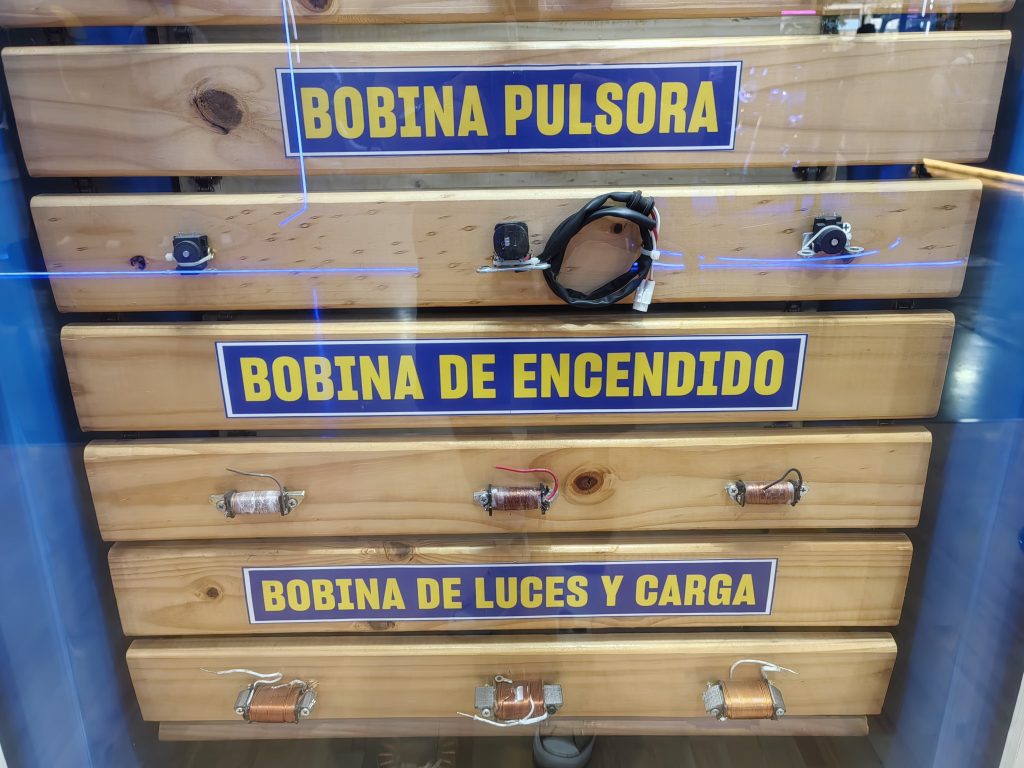 BOBINA PULSORA
BOBINA DE ENCENDIDO
BOBINA DE LUCES Y CARGA